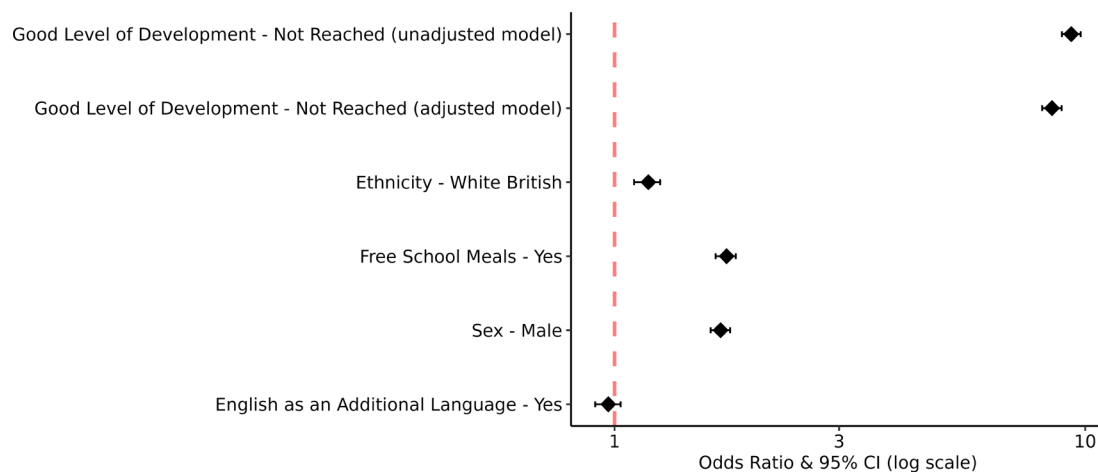 Good Level of Development - Not Reached (unadjusted model)
Good Level of Development - Not Reached (adjusted model)
Ethnicity - White British
Free School Meals - Yes
Sex - Male
English as an Additional Language - Yes
1 3 10
Odds Ratio & 95% CI (log scale)